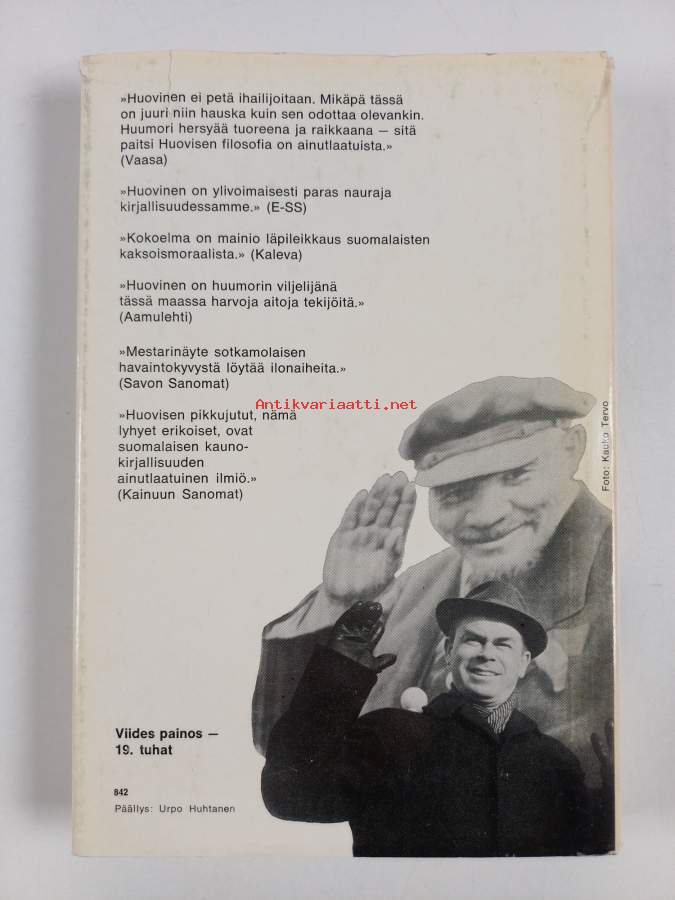 »Huovinen ei petä ihailijoitaan. Mikäpä tässä
on juuri niin hauska kuin sen odottaa olevankin.
Huumori hersyää tuoreena ja raikkaana — sitä
paitsi Huovisen filosofia on ainutlaatuista.»
(Vaasa)
»Huovinen on ylivoimaisesti paras nauraja
kirjallisuudessamme.» (E-SS)
»Kokoelma on mainio läpileikkaus suomalaisten
kaksoismoraalista.» (Kaleva)
»Huovinen on huumorin viljelijänä
tässä maassa harvoja aitoja tekijöitä.»
(Aamulehti)
»Mestarinäyte sotkamolaisen
havaintokyvystä löytää ilonaiheita.»
(Savon Sanomat)
Antikvariaatti.net
»Huovisen pikkujutut, nämä
lyhyet erikoiset, ovat
suomalaisen kauno-
kirjallisuuden
ainutlaatuinen ilmiö.»
(Kainuun Sanomat)
Foto: Kauko Tervo
Viides painos —
19. tuhat
842
Päällys: Urpo Huhtanen